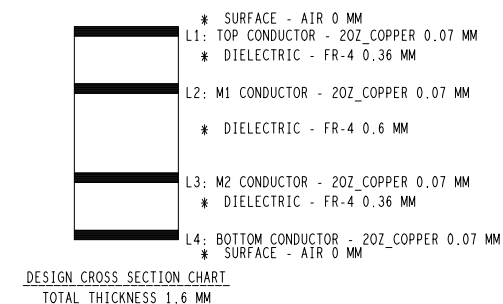 * SURFACE - AIR 0 MM
L1: TOP CONDUCTOR - 2OZ_COPPER 0.07 MM
* DIELECTRIC - FR-4 0.36 MM
L2: M1 CONDUCTOR - 2OZ_COPPER 0.07 MM
* DIELECTRIC - FR-4 0.6 MM
L3: M2 CONDUCTOR - 2OZ_COPPER 0.07 MM
* DIELECTRIC - FR-4 0.36 MM
L4: BOTTOM CONDUCTOR - 2OZ_COPPER 0.07 MM
* SURFACE - AIR 0 MM
DESIGN CROSS SECTION CHART
TOTAL THICKNESS 1.6 MM